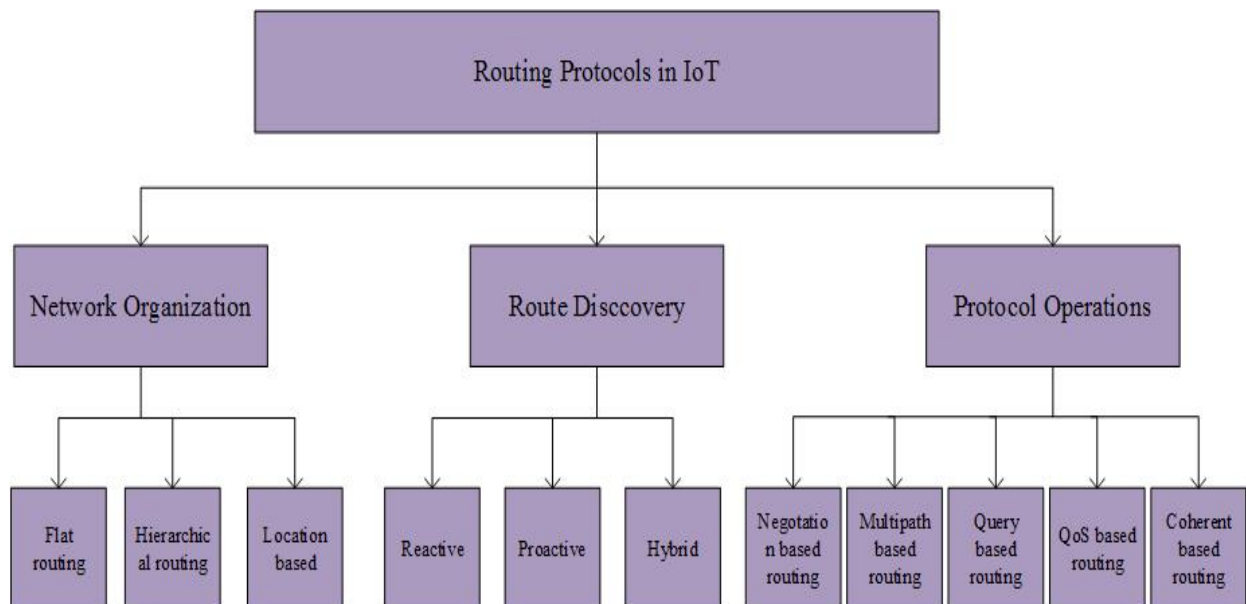 Routing Protocols in IoT
Network Organization
Route Disccovery
Protocol Operations
Flat
routing
Hierarchic
al routing
Location
based
Reactive
Proactive
Hybrid
Negotatio
n based
routing
Multipath
based
routing
Query
based
routing
QoS based
routing
Coherent
based
routing